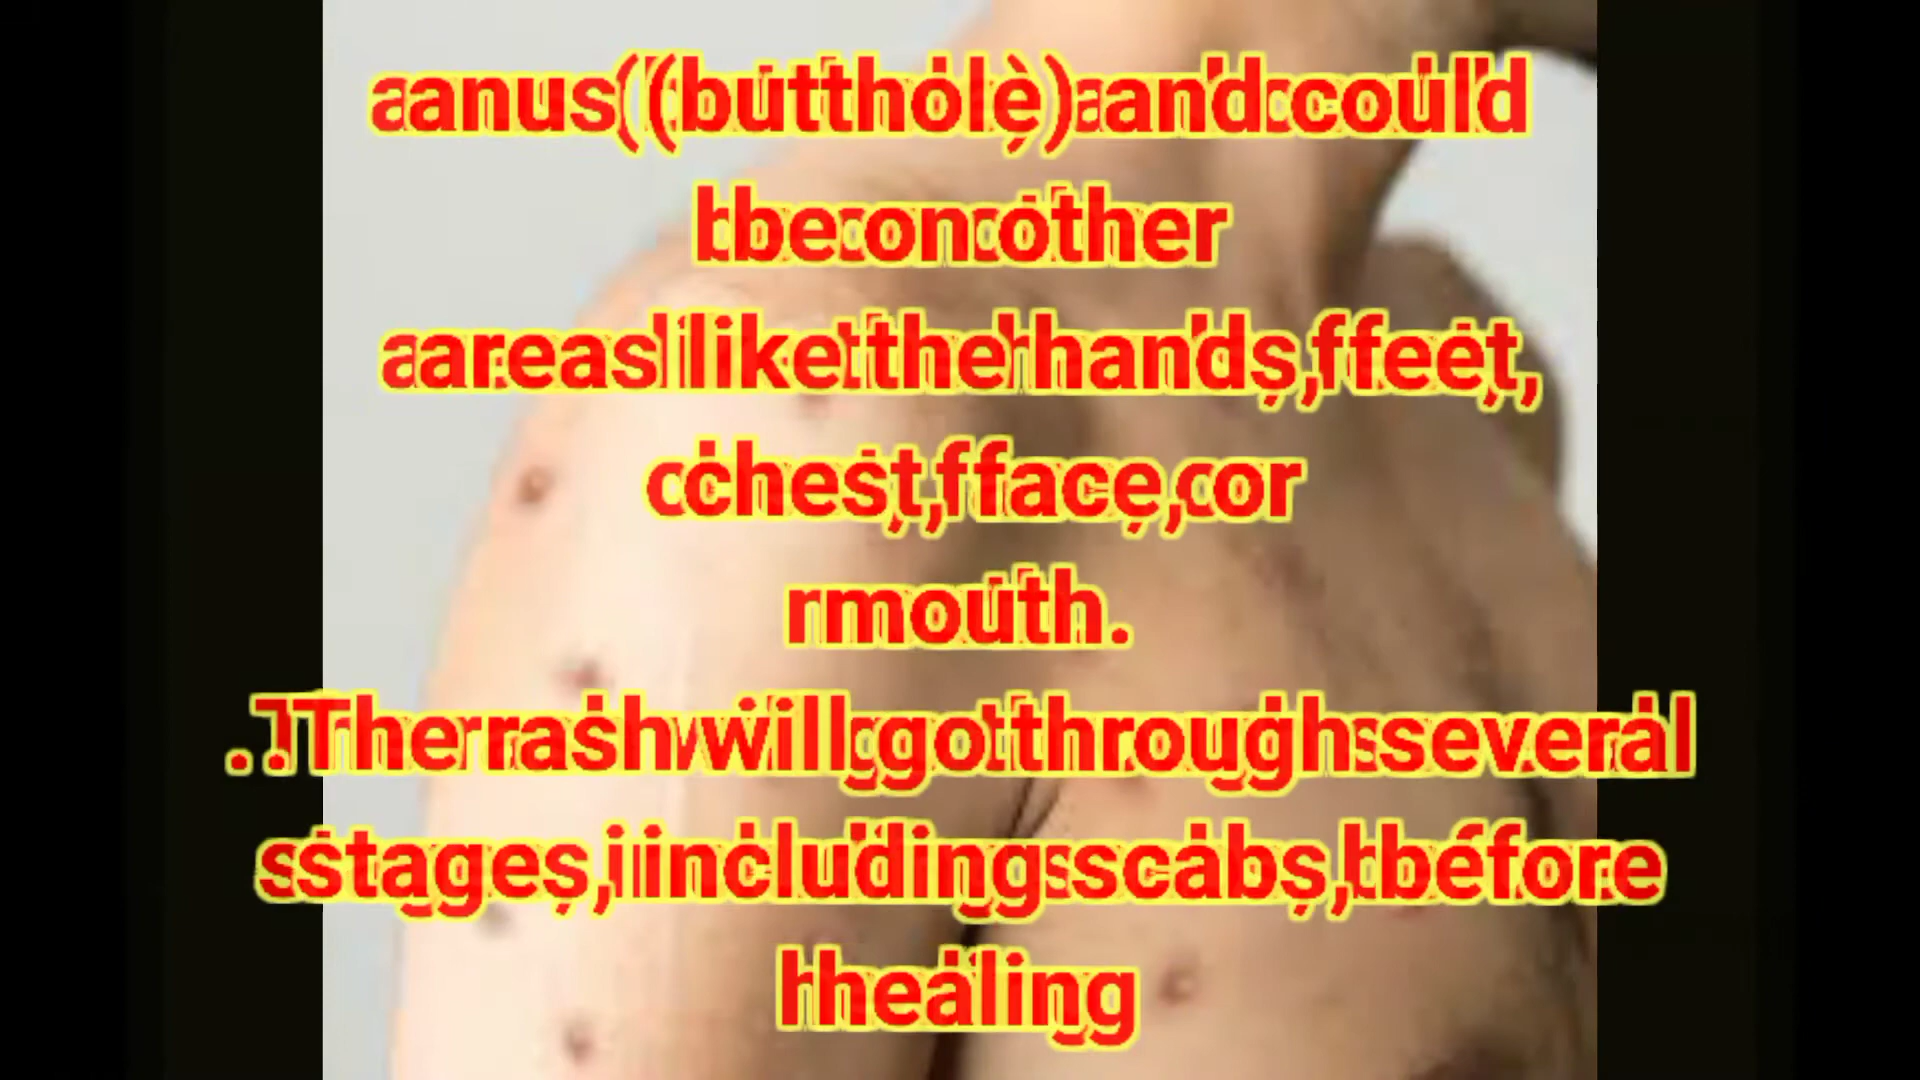 anus (butthole) and could
be on other
areas like the hands, feet,
chest, face, or
mouth.
.The rash will go through several
stages, including scabs, before
healing